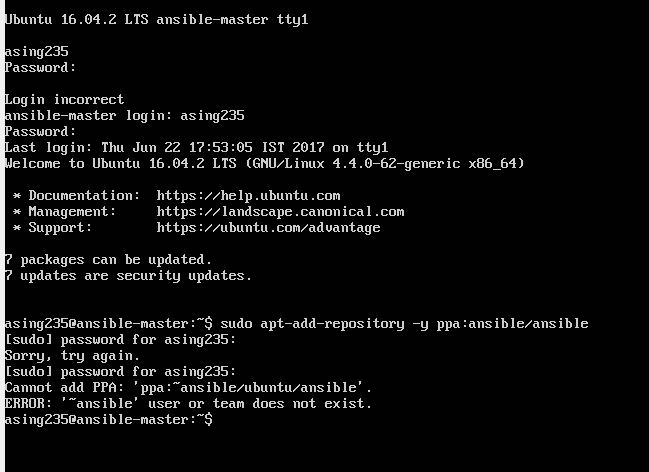 Ubuntu 16.04.2 LTS ansible-master tty1
asing235
Password:
Login incorrect
ansible-master login: asing235
Password:
Last login: Thu Jun 22 17:53:05 IST 2017 on tty1
Welcome to Ubuntu 16.04.2 LTS (GNU/Linux 4.4.0-62-generic x86_64)
* Documentation:  https://help.ubuntu.com
* Management:     https://landscape.canonical.com
* Support:        https://ubuntu.com/advantage
7 packages can be updated.
7 updates are security updates.
asing235@ansible-master:~$ sudo apt-add-repository -y ppa:ansible/ansible
[sudo] password for asing235:
Sorry, try again.
[sudo] password for asing235:
Cannot add PPA: 'ppa:~ansible/ubuntu/ansible'.
ERROR: '~ansible' user or team does not exist.
asing235@ansible-master:~$